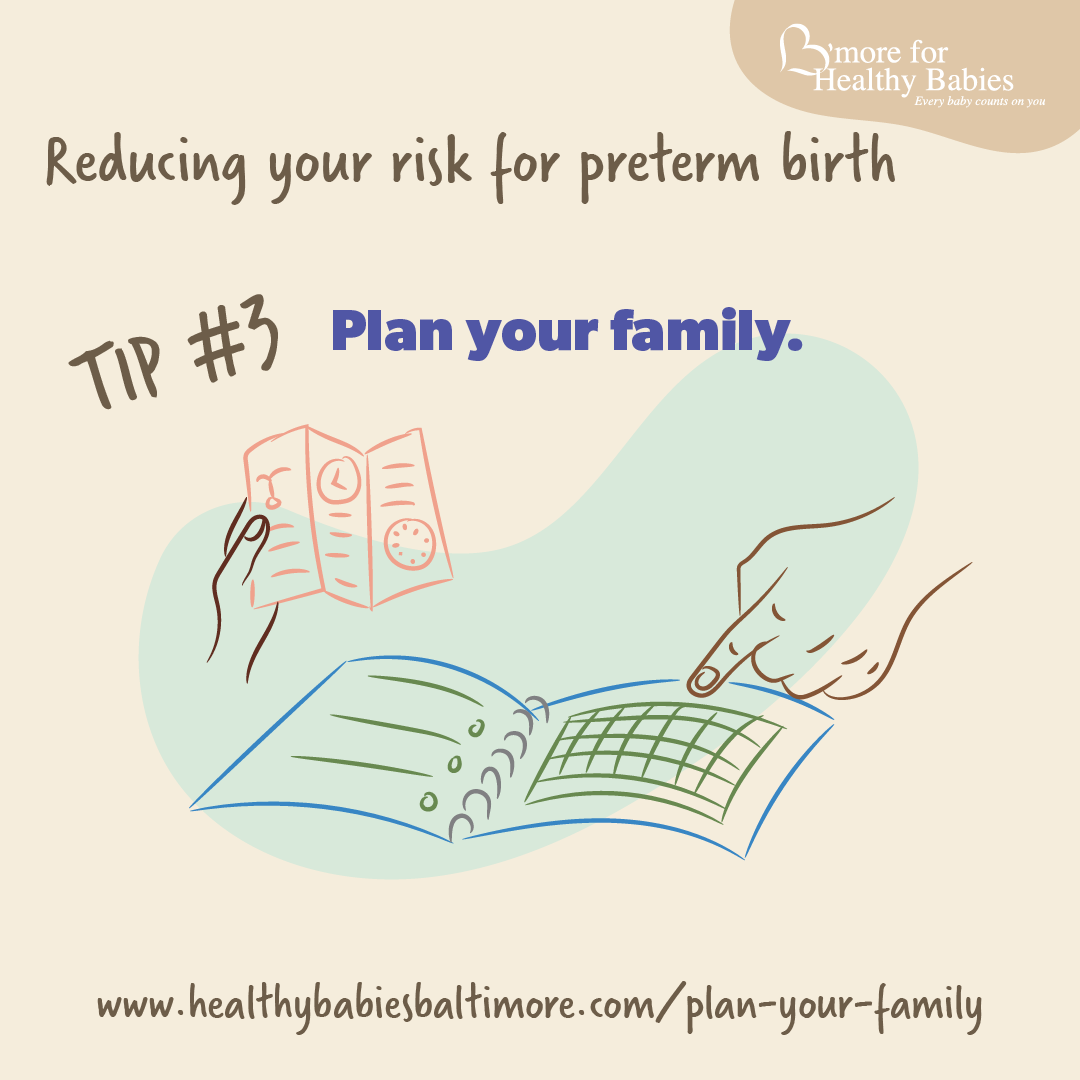 B'more for
Healthy Babies
Every baby counts on you
Reducing your risk for preterm birth
TIP #3
Plan your family.
www.healthybabiesbaltimore.com/plan-your-family